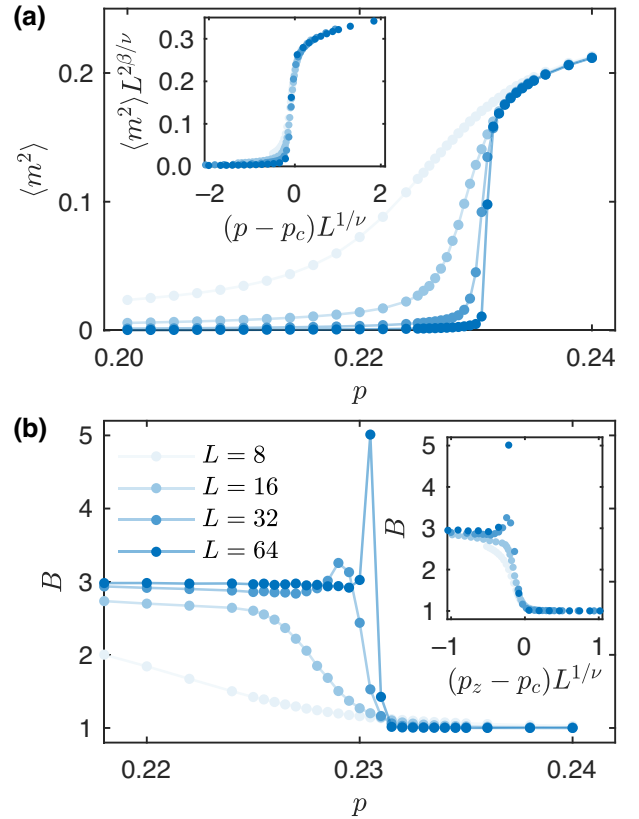 (a)
⟨m²⟩
0.2
0.1
0
0.20
0.22
0.24
p
⟨m²⟩L^{2β/ν}
0.3
0.2
0.1
0.0
−2
0
2
(p − p_c)L^{1/ν}
(b)
B
5
4
3
2
1
L = 8
L = 16
L = 32
L = 64
0.22
0.23
0.24
p
B
5
4
3
2
1
−1
0
1
(p_z − p_c)L^{1/ν}